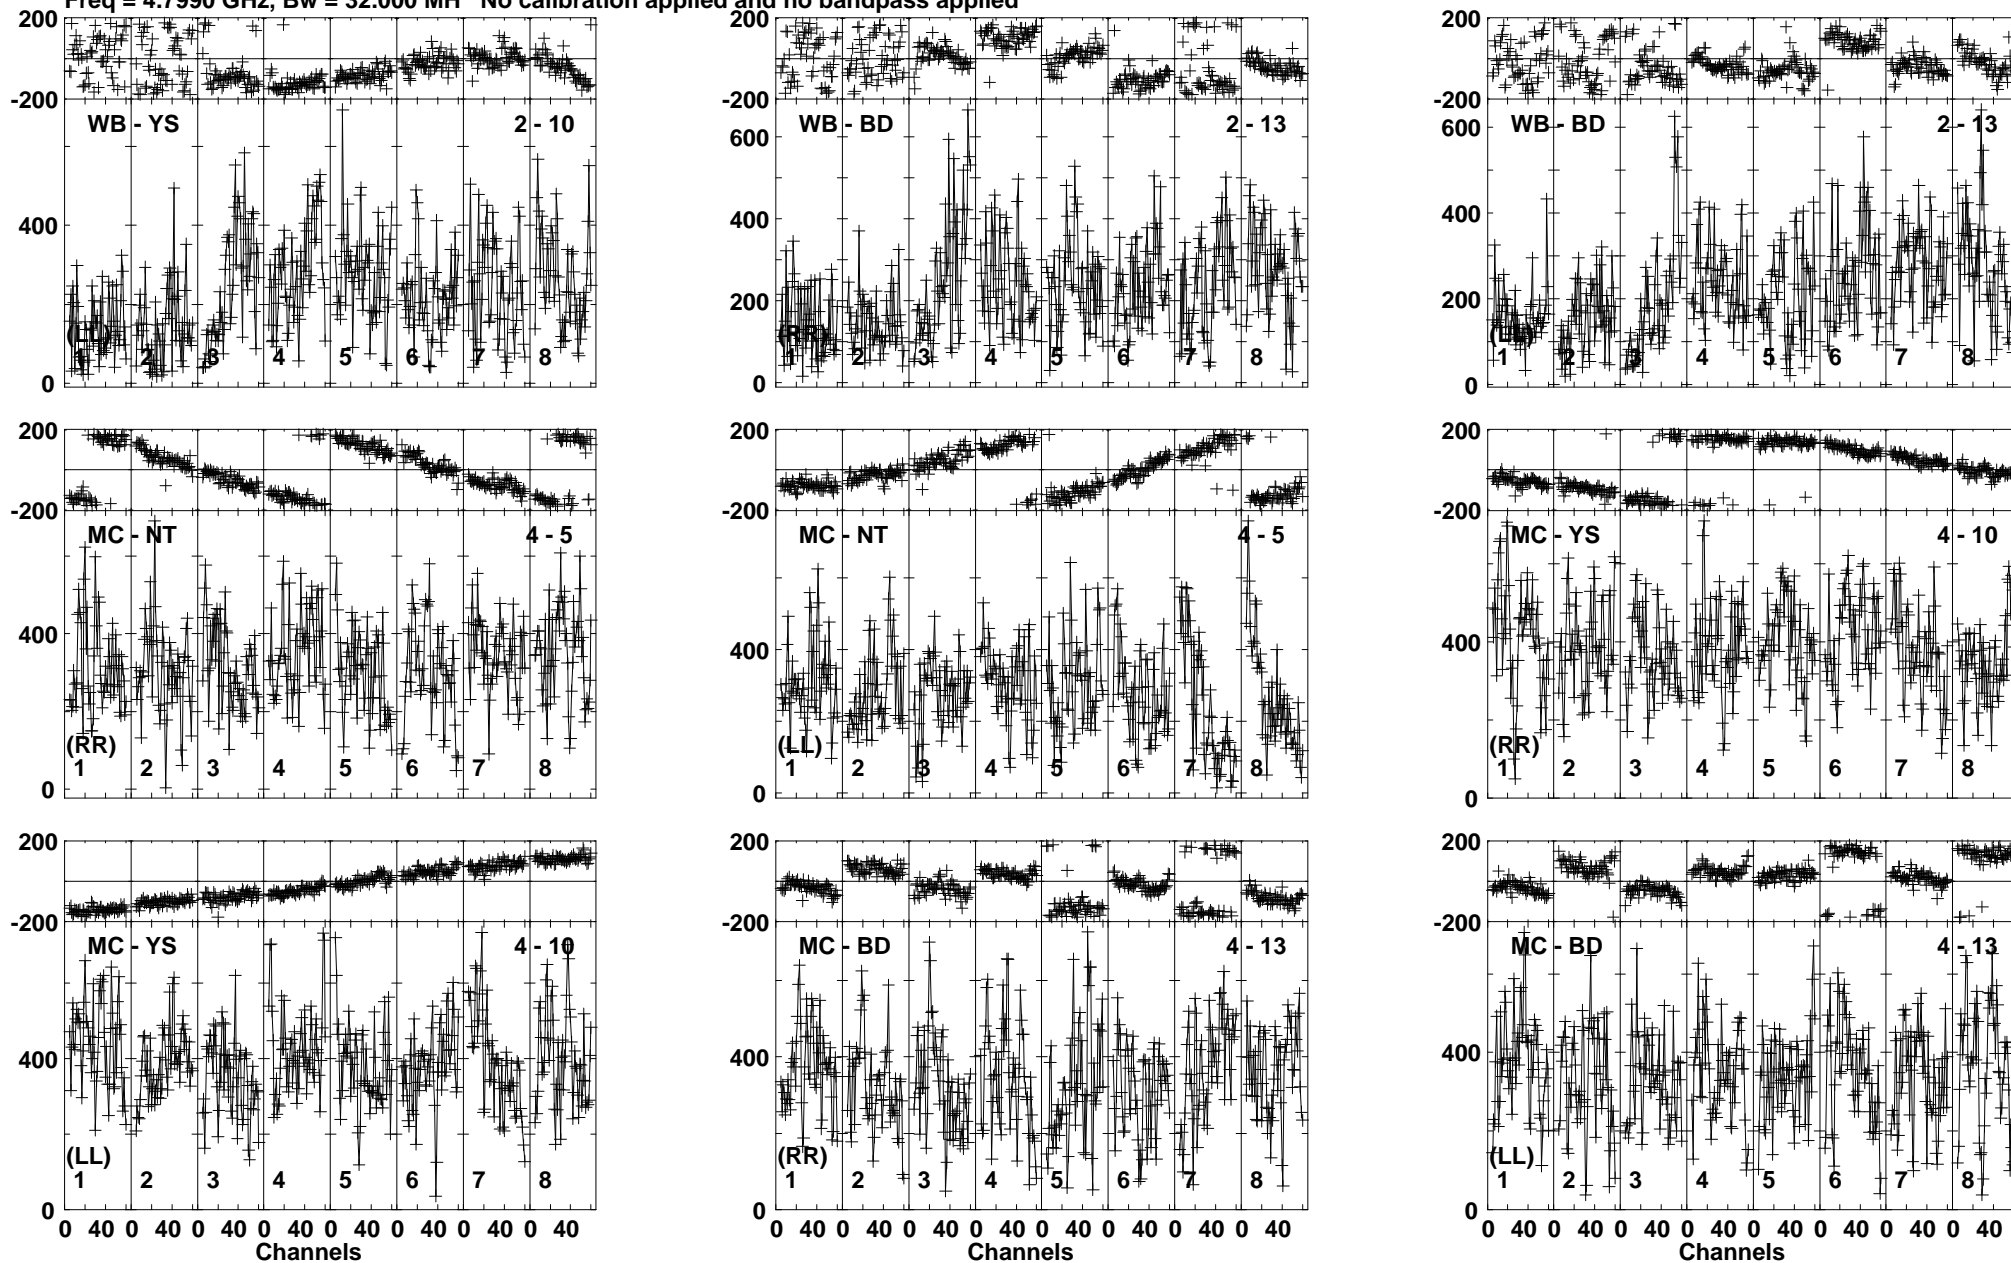 Freq = 4.7990 GHz, Bw = 32.000 MH No calibration applied and no bandpass applied
200 200 200
-200 -200 -200
WB - YS 2 - 10 WB - BD 2 - 13 WB - BD 2 - 13
600 600
400 400 400
200 200
(LL) (RR) (LL)
1 2 3 4 5 6 7 8 1 2 3 4 5 6 7 8 1 2 3 4 5 6 7 8
0 0 0
200 200 200
-200 -200 -200
MC - NT 4 - 5 MC - NT 4 - 5 MC - YS 4 - 10
400 400 400
(RR) (LL) (RR)
1 2 3 4 5 6 7 8 1 2 3 4 5 6 7 8 1 2 3 4 5 6 7 8
0 0 0
200 200 200
-200 -200 -200
MC - YS 4 - 10 MC - BD 4 - 13 MC - BD 4 - 13
400 400 400
(LL) (RR) (LL)
1 2 3 4 5 6 7 8 1 2 3 4 5 6 7 8 1 2 3 4 5 6 7 8
0 0 0
0 40 0 40 0 40 0 40 0 40 0 40 0 40 0 40 0 40 0 40 0 40 0 40 0 40 0 40 0 40 0 40 0 40 0 40 0 40 0 40 0 40 0 40 0 40 0 40
Channels Channels Channels